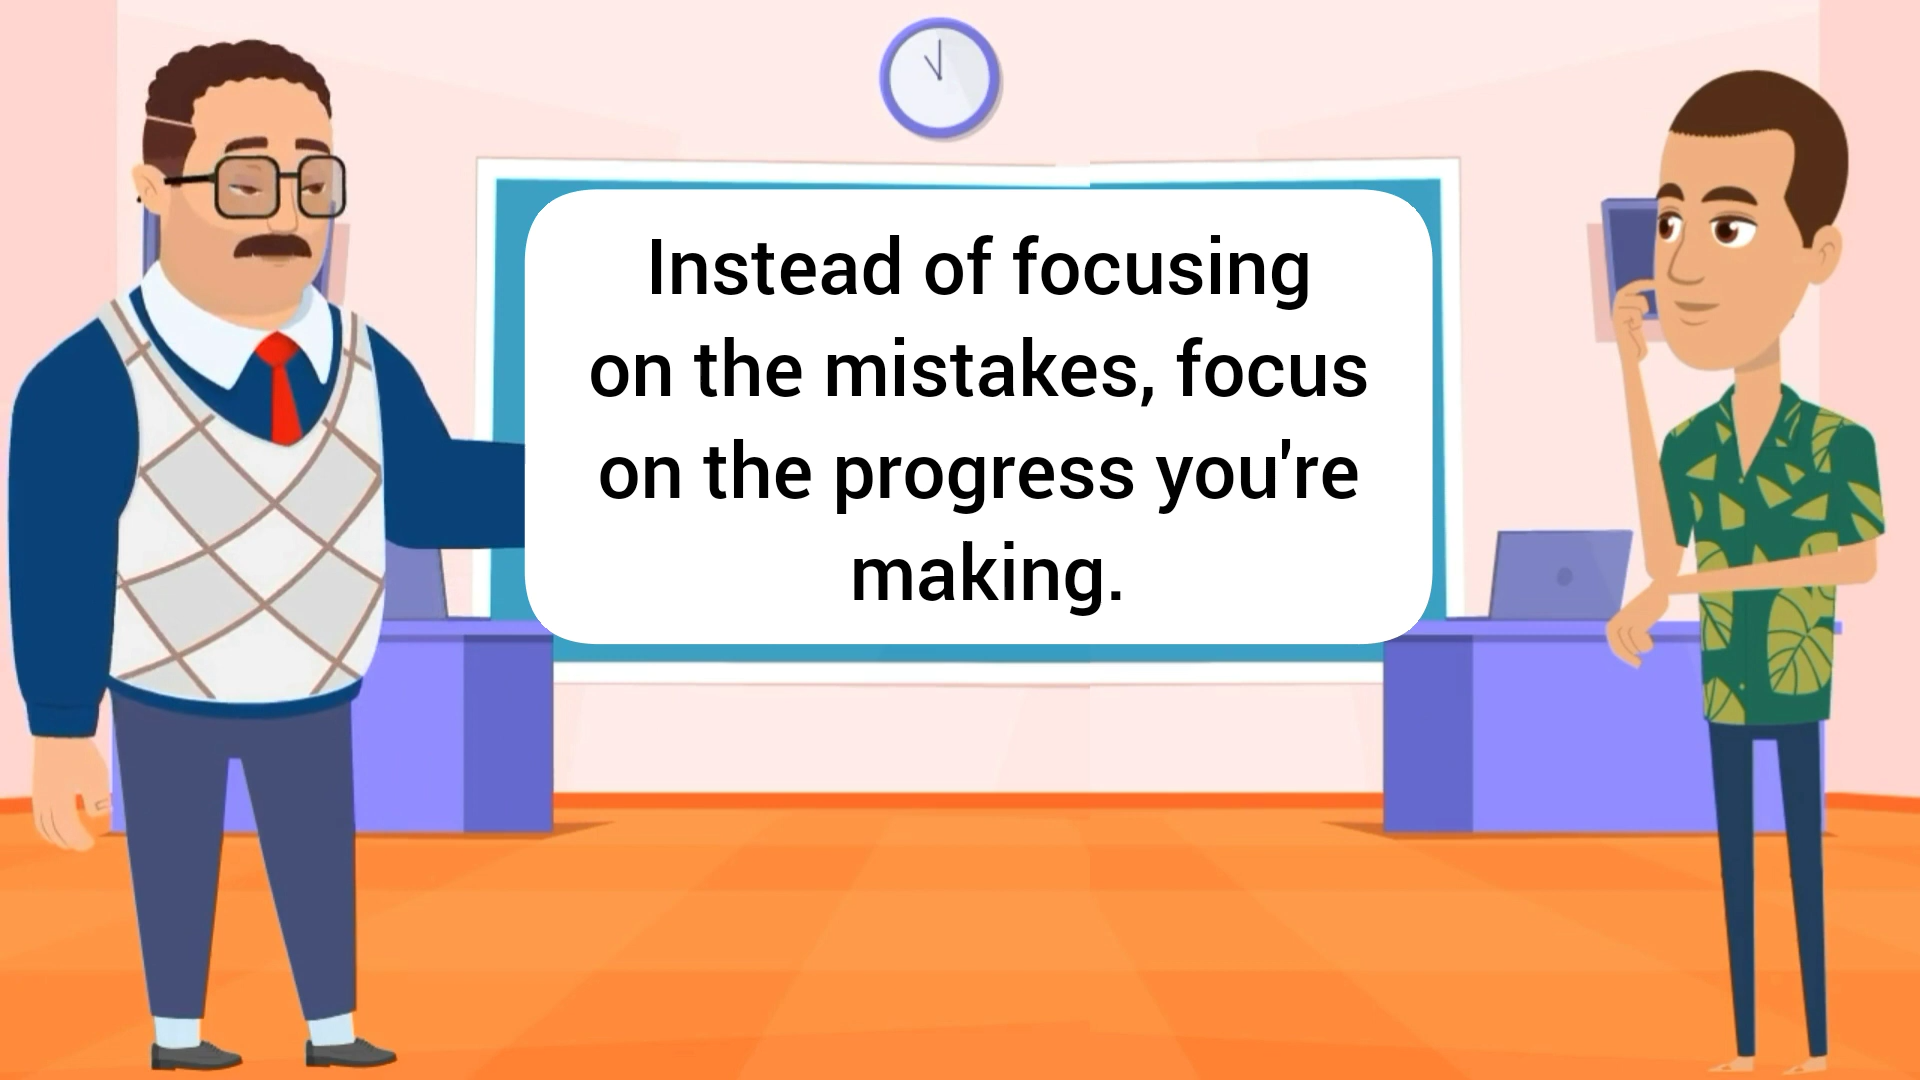 Instead of focusing
on the mistakes, focus
on the progress you're
making.